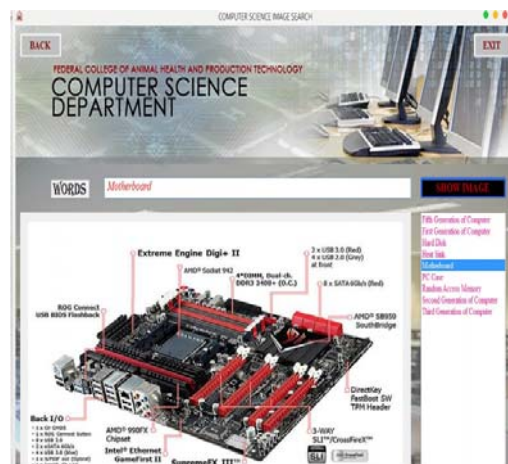 COMPUTER SCIENCE IMAGE SEARCH
BACK
EXIT
FEDERAL COLLEGE OF ANIMAL HEALTH AND PRODUCTION TECHNOLOGY
COMPUTER SCIENCE
DEPARTMENT
WORDS
Motherboard
SHOW IMAGE
Fifth Generation of Computer
First Generation of Computer
Hard Disk
Heat Sink
Motherboard
PC Case
Random Access Memory
Second Generation of Computer
Third Generation of Computer
Extreme Engine Digi+ II
AMD® Socket 942
4*DIMM, Dual-ch.
DDR3 2400+ (O.C.)
3 x USB 3.0 (Red)
4 x USB 2.0 (Grey)
at front
8 x SATA 6Gb/s (Red)
ROG Connect
USB BIOS Flashback
AMD® SB950
SouthBridge
DirectKey
FastBoot SW
TPM Header
Back I/O
AMD® 990FX
Chipset
Intel® Ethernet
GameFirst II
SupremeFX III™
3-WAY
SLI™/CrossFireX™
SLI